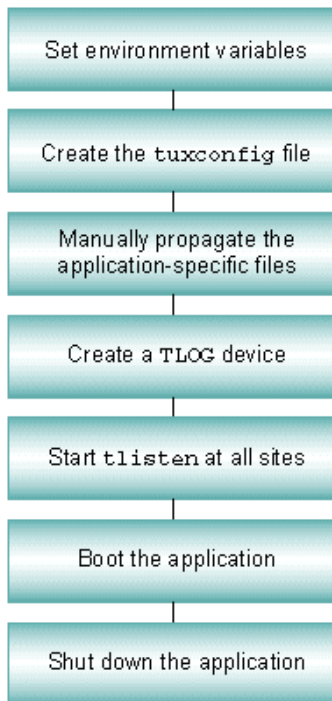 Set environment variables
Create the tuxconfig file
Manually propagate the
application-specific files
Create a TLOG device
Start tlisten at all sites
Boot the application
Shut down the application